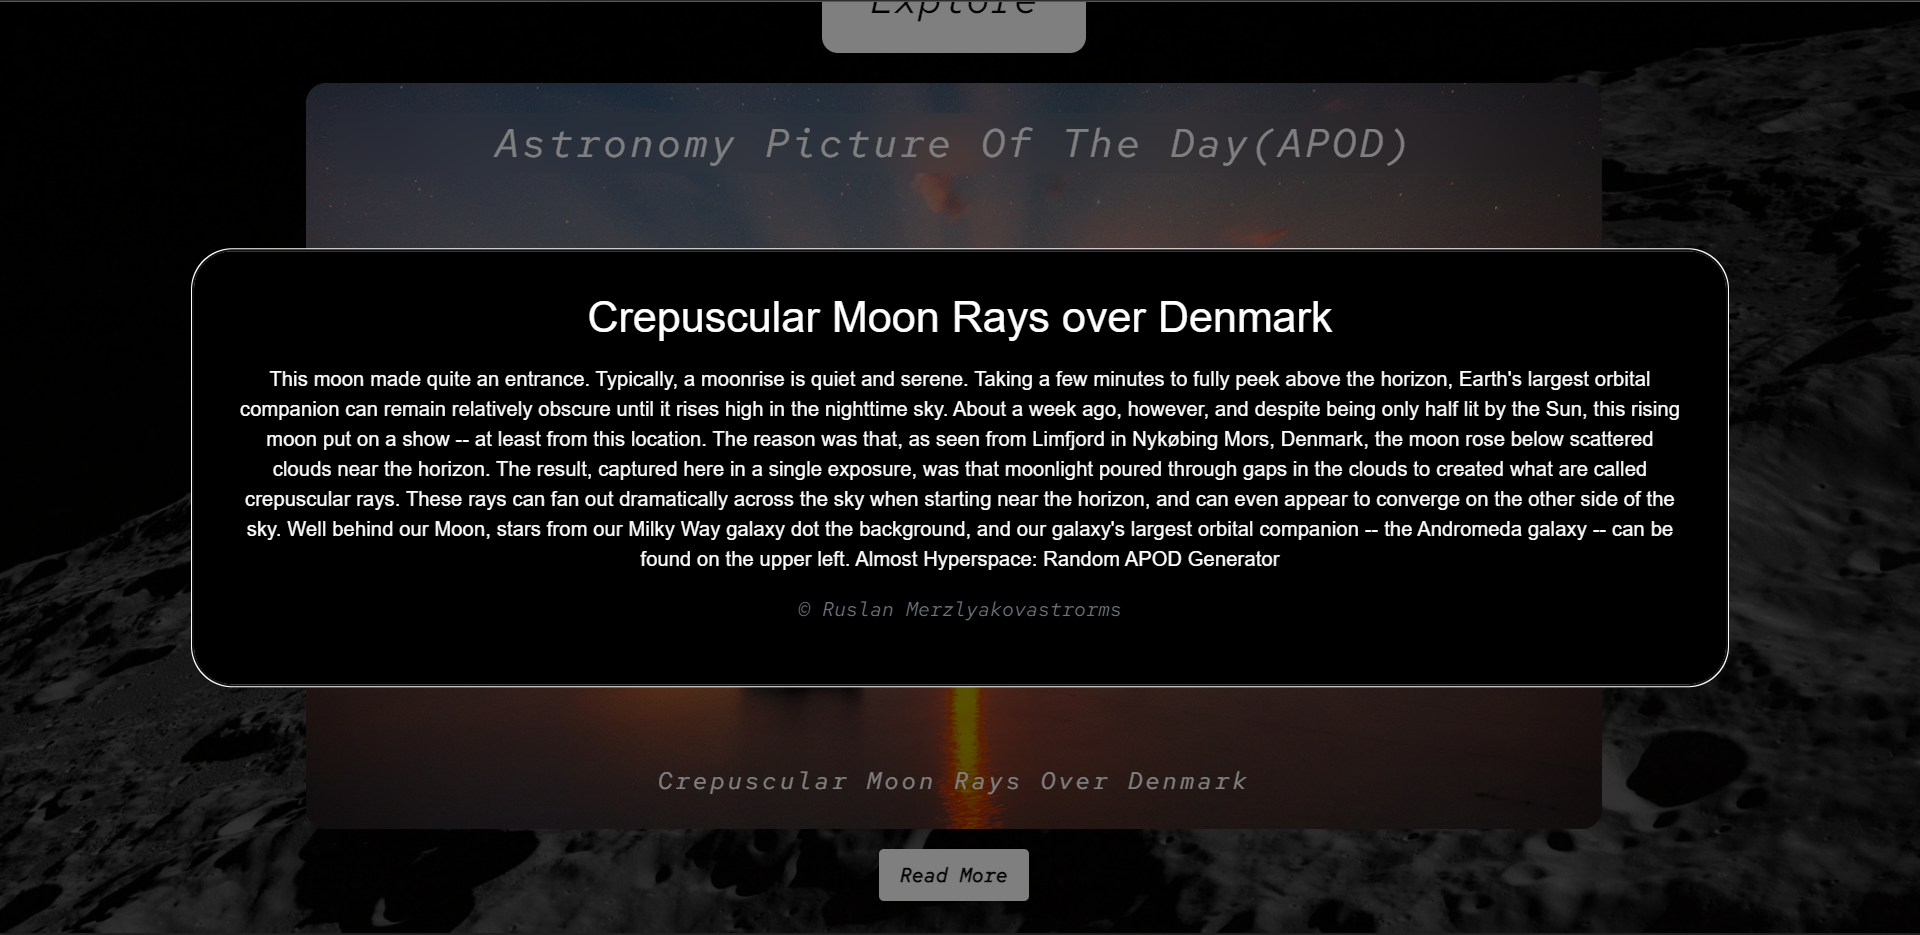 Explore
Astronomy Picture Of The Day(APOD)
Crepuscular Moon Rays over Denmark
This moon made quite an entrance. Typically, a moonrise is quiet and serene. Taking a few minutes to fully peek above the horizon, Earth's largest orbital
companion can remain relatively obscure until it rises high in the nighttime sky. About a week ago, however, and despite being only half lit by the Sun, this rising
moon put on a show -- at least from this location. The reason was that, as seen from Limfjord in Nykøbing Mors, Denmark, the moon rose below scattered
clouds near the horizon. The result, captured here in a single exposure, was that moonlight poured through gaps in the clouds to created what are called
crepuscular rays. These rays can fan out dramatically across the sky when starting near the horizon, and can even appear to converge on the other side of the
sky. Well behind our Moon, stars from our Milky Way galaxy dot the background, and our galaxy's largest orbital companion -- the Andromeda galaxy -- can be
found on the upper left. Almost Hyperspace: Random APOD Generator
© Ruslan Merzlyakovastrorms
Crepuscular Moon Rays Over Denmark
Read More